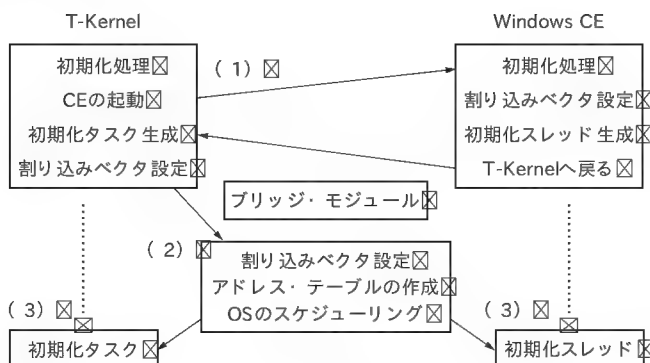 T-Kernel
Windows CE
初期化処理
CEの起動
初期化タスク生成
割り込みベクタ設定
(1)
初期化処理
割り込みベクタ設定
初期化スレッド生成
T-Kernelへ戻る
ブリッジ・モジュール
(2)
割り込みベクタ設定
アドレス・テーブルの作成
OSのスケジューリング
(3)
初期化タスク
(3)
初期化スレッド